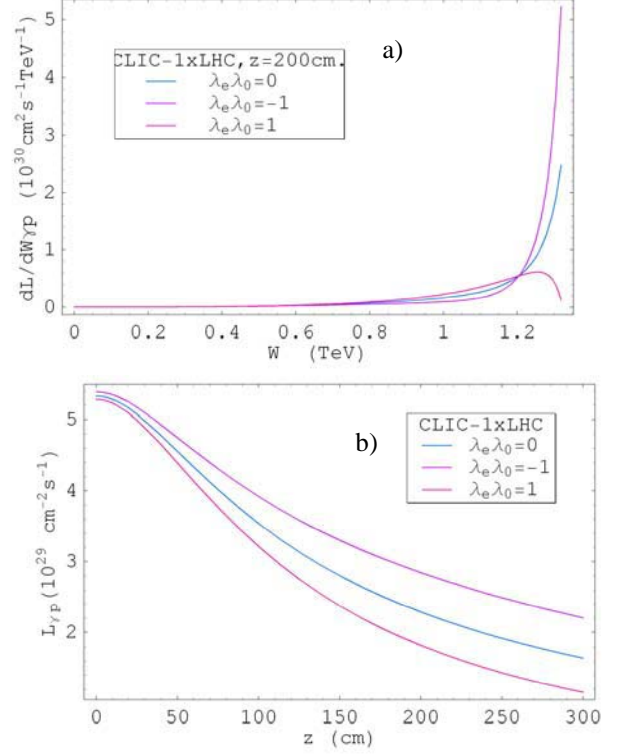 a)
CLIC-1xLHC, z=200cm.
λeλ0=0
λeλ0=-1
λeλ0=1
dL/dWγp (10³⁰cm²s⁻¹TeV⁻¹)
5
4
3
2
1
0
0 0.2 0.4 0.6 0.8 1 1.2
W (TeV)
b)
CLIC-1xLHC
λeλ0=0
λeλ0=-1
λeλ0=1
Lγp(10²⁹ cm⁻²s⁻¹)
5
4
3
2
0 50 100 150 200 250 300
z (cm)